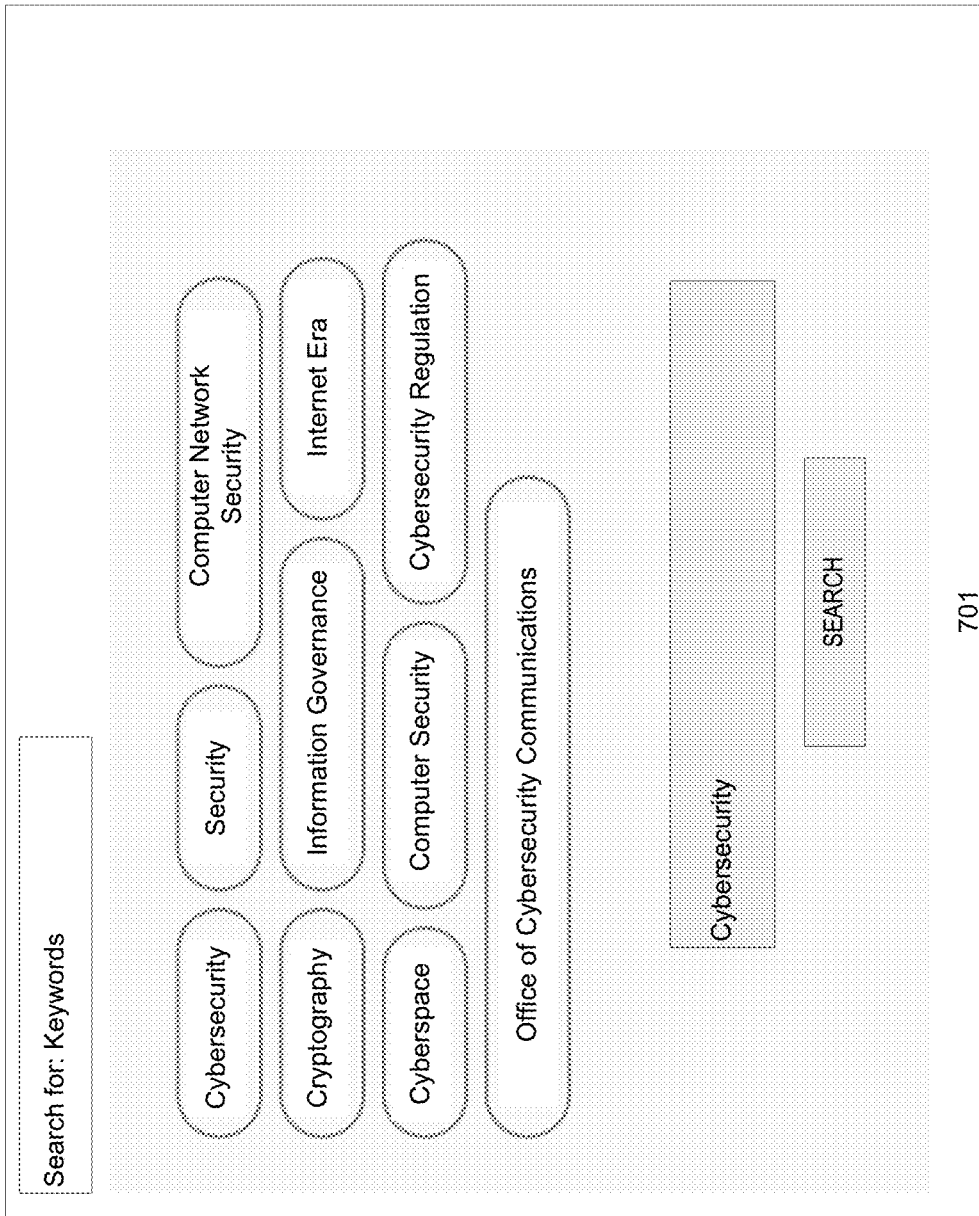 Search for: Keywords
Cybersecurity
Security
Computer Network
Security
Cryptography
Information Governance
Internet Era
Cyberspace
Computer Security
Cybersecurity Regulation
Office of Cybersecurity Communications
Cybersecurity
SEARCH
701